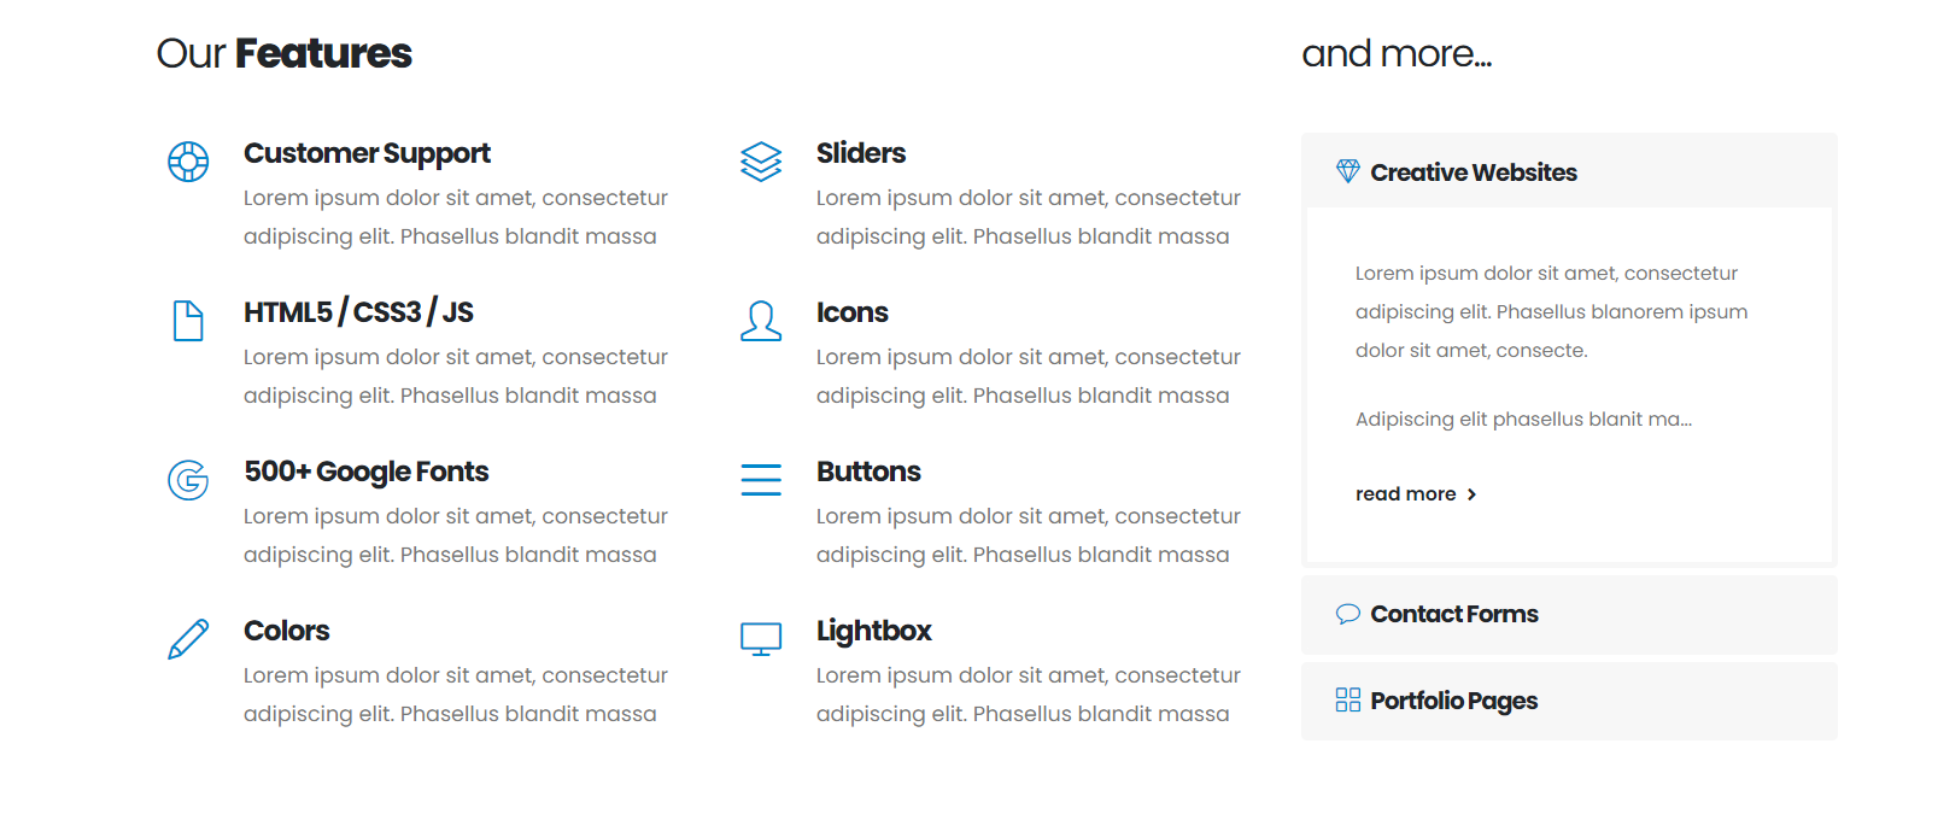 Our Features
Customer Support
Lorem ipsum dolor sit amet, consectetur
adipiscing elit. Phasellus blandit massa
HTML5 / CSS3 / JS
Lorem ipsum dolor sit amet, consectetur
adipiscing elit. Phasellus blandit massa
500+ Google Fonts
Lorem ipsum dolor sit amet, consectetur
adipiscing elit. Phasellus blandit massa
Colors
Lorem ipsum dolor sit amet, consectetur
adipiscing elit. Phasellus blandit massa
Sliders
Lorem ipsum dolor sit amet, consectetur
adipiscing elit. Phasellus blandit massa
Icons
Lorem ipsum dolor sit amet, consectetur
adipiscing elit. Phasellus blandit massa
Buttons
Lorem ipsum dolor sit amet, consectetur
adipiscing elit. Phasellus blandit massa
Lightbox
Lorem ipsum dolor sit amet, consectetur
adipiscing elit. Phasellus blandit massa
and more...
Creative Websites
Lorem ipsum dolor sit amet, consectetur
adipiscing elit. Phasellus blanorem ipsum
dolor sit amet, consecte.
Adipiscing elit phasellus blanit ma...
read more
Contact Forms
Portfolio Pages